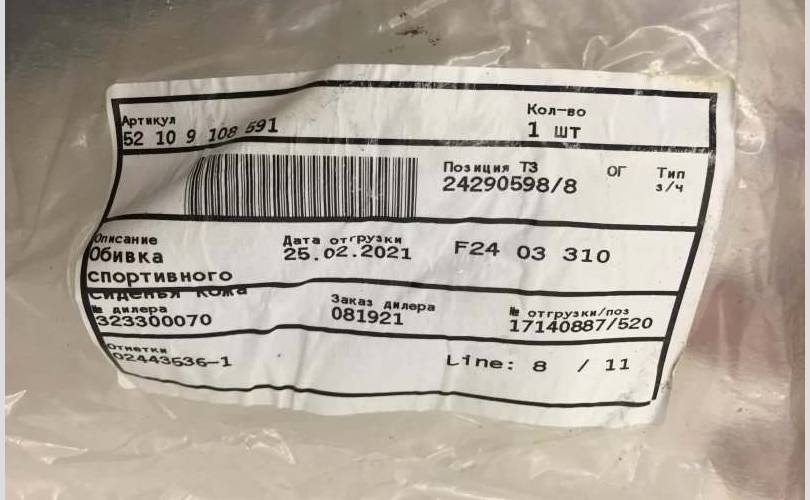 Артикул
52 10 9 108 591
Кол-во
1 шт
Позиция ТЗ
24290598/8
ОГ
Тип
з/ч
Описание
Обивка
спортивного
сиденья кожа
Дата отгрузки
25.02.2021
F24 03 310
№ дилера
323300070
Заказ дилера
081921
№ отгрузки/поз
17140887/520
Отметки
02443636-1
Line: 8 / 11